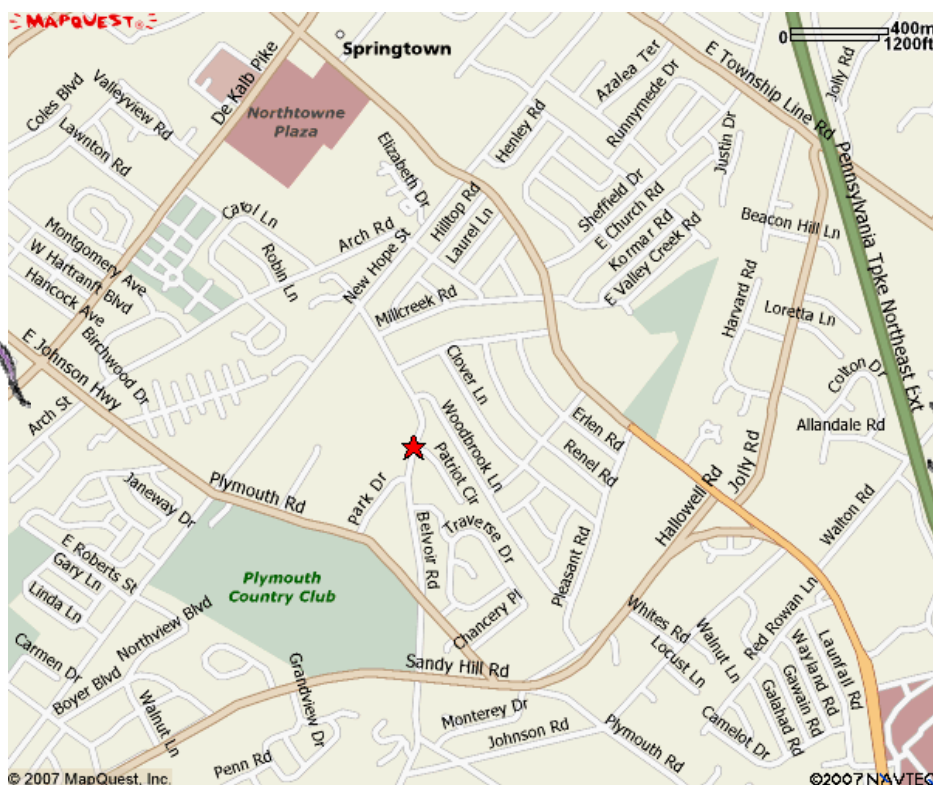 MAPQUEST
Springtown
400m
0
1200ft
Jolly Rd
De Kalb Pike
Valleyview Rd
Coles Blvd
Lawnton Rd
Northtowne
Plaza
Azalea Ter
E Township Line Rd
Runnymede Dr
Henley Rd
Justin Dr
Pennsylvania Tpke Northeast Ext
Elizabeth Dr
Sheffield Dr
Hilltop Rd
Laurel Ln
E Church Rd
Carol Ln
Arch Rd
New Hope St
Kormar Rd
E Valley Creek Rd
Beacon Hill Ln
Montgomery Ave
W Hartranft Blvd
Hancock Ave
Robin Ln
Millcreek Rd
Harvard Rd
Loretta Ln
E Johnson Hwy
Birchwood Dr
Clover Ln
Colton Dr
Arch St
Woodbrook Ln
Erlen Rd
Renel Rd
Allandale Rd
Patriot Cir
Janeway Dr
Plymouth Rd
Park Dr
Hallowell Rd
Jolly Rd
Walton Rd
Belvoir Rd
Traverse Dr
Pleasant Rd
E Roberts St
Gary Ln
Linda Ln
Plymouth
Country Club
Northview Blvd
Chancery Pl
Whites Rd
Walnut Ln
Red Rowan Ln
Locust Ln
Carmen Dr
Boyer Blvd
Sandy Hill Rd
Wayland Rd
Launfall Rd
Gawain Rd
Galahad Rd
Grandview Dr
Walnut Ln
Monterey Dr
Johnson Rd
Plymouth Rd
Camelot Dr
Penn Rd
© 2007 MapQuest, Inc.
©2007 NAVTEQ